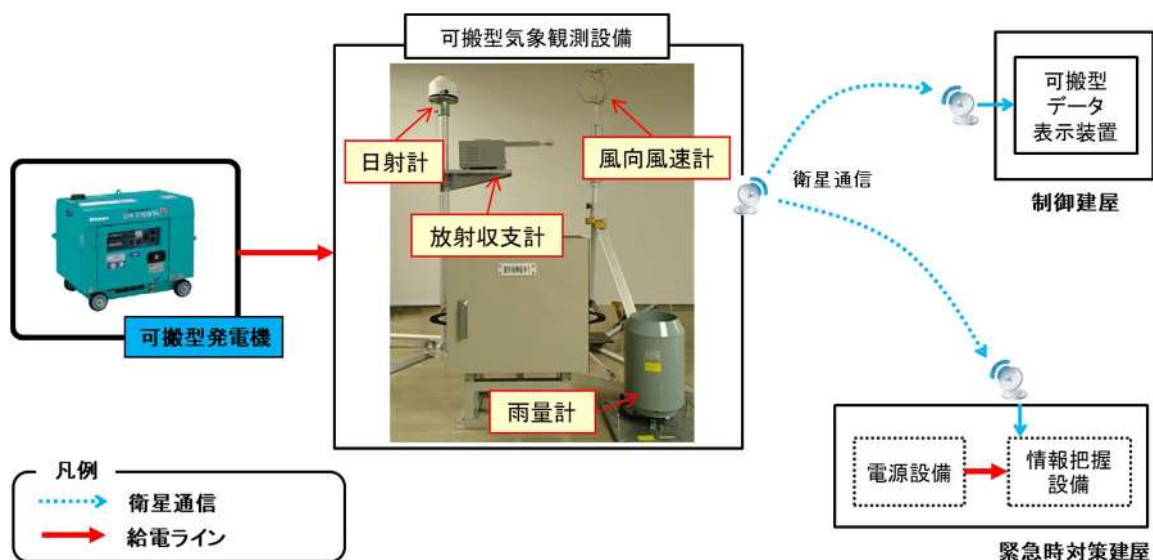 可搬型気象観測設備
日射計
風向風速計
放射収支計
雨量計
可搬型発電機
衛星通信
可搬型
データ
表示装置
制御建屋
電源設備
情報把握
設備
緊急時対策建屋
凡例
衛星通信
給電ライン